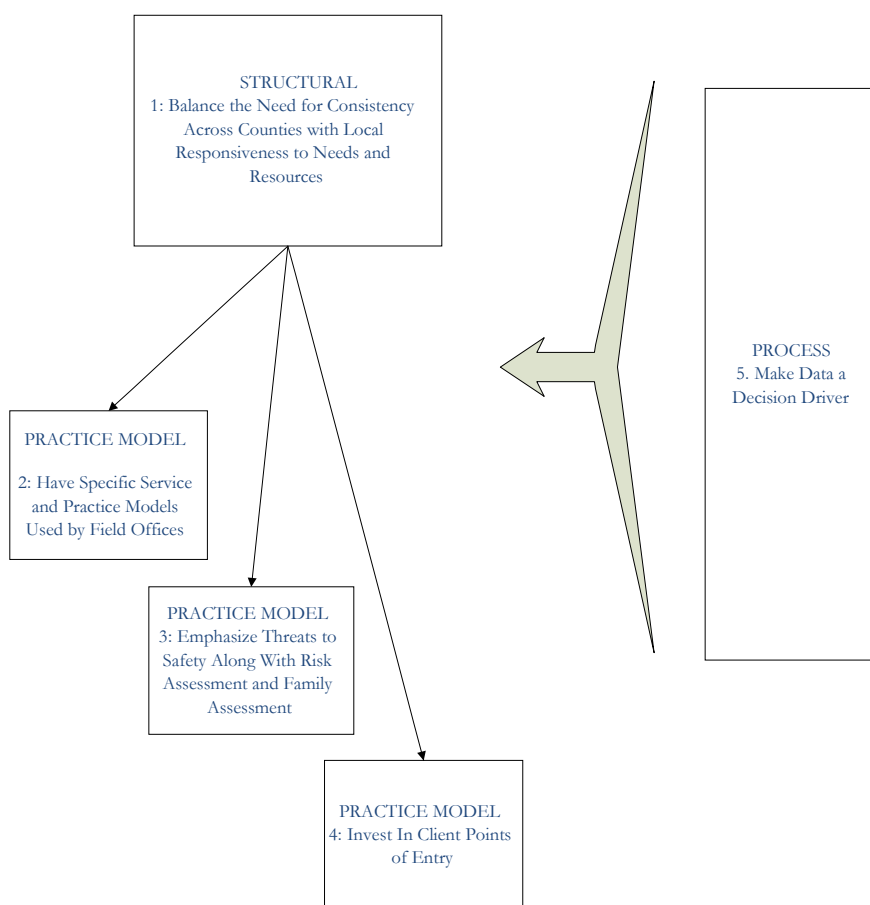 STRUCTURAL
1: Balance the Need for Consistency
Across Counties with Local
Responsiveness to Needs and
Resources
PROCESS
5. Make Data a
Decision Driver
PRACTICE MODEL
2: Have Specific Service
and Practice Models
Used by Field Offices
PRACTICE MODEL
3: Emphasize Threats to
Safety Along With Risk
Assessment and Family
Assessment
PRACTICE MODEL
4: Invest In Client Points
of Entry